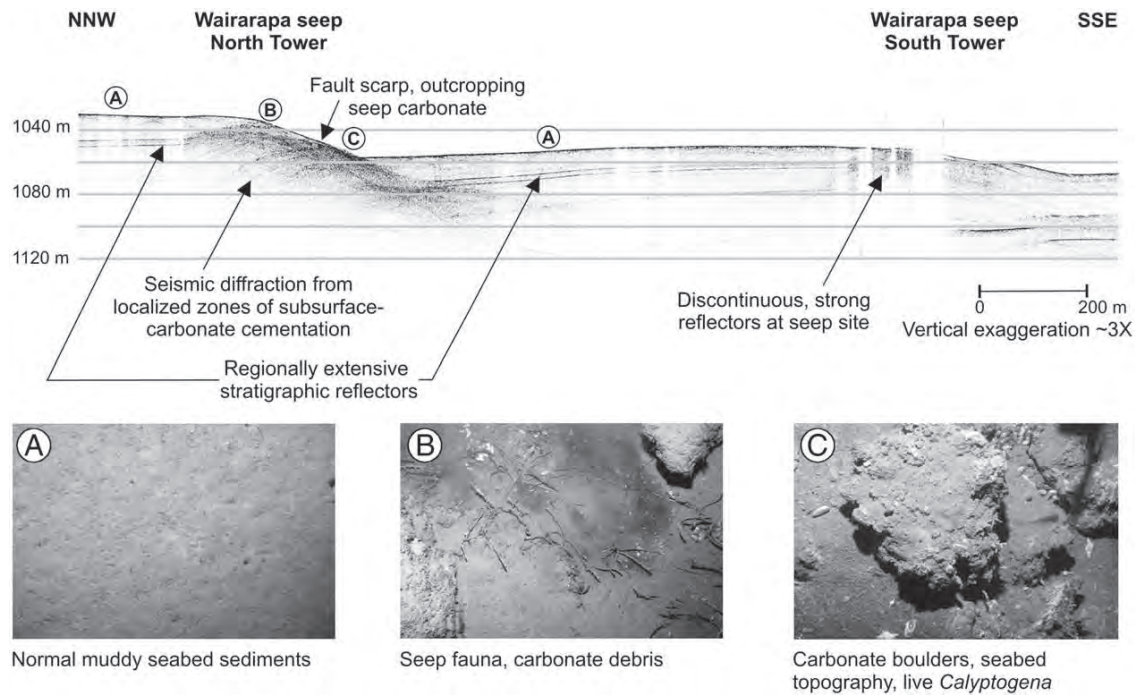 NNW
Wairarapa seep
North Tower
Wairarapa seep
South Tower
SSE
A
B
Fault scarp, outcropping
seep carbonate
C
A
1040 m
1080 m
1120 m
Seismic diffraction from
localized zones of subsurface-
carbonate cementation
Discontinuous, strong
reflectors at seep site
0
200 m
Vertical exaggeration ~3X
Regionally extensive
stratigraphic reflectors
A
B
C
Normal muddy seabed sediments
Seep fauna, carbonate debris
Carbonate boulders, seabed
topography, live Calyptogena